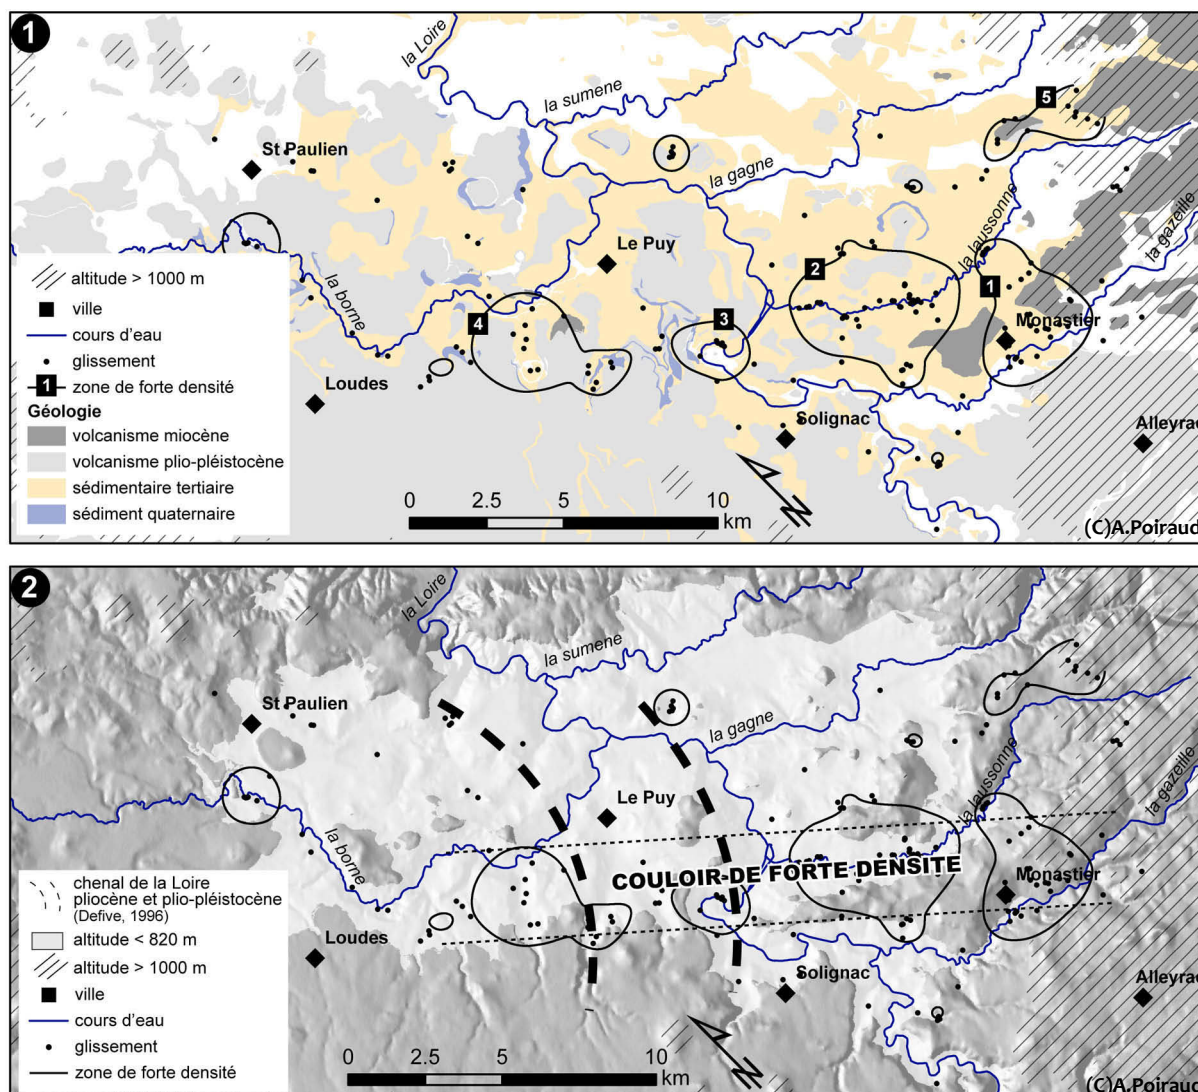 1
la Loire
la sumene
5
St Paulien
la gagne
la laussonne
la gazeille
Le Puy
2
1
la borne
3
4
Monastier
Loudes
Solignac
Alleyrac
altitude > 1000 m
ville
cours d'eau
glissement
1 zone de forte densité
Géologie
volcanisme miocène
volcanisme plio-pléistocène
sédimentaire tertiaire
sédiment quaternaire
0 2.5 5 10
km
N
(C)A.Poiraud
2
la Loire
la sumene
St Paulien
la gagne
la laussonne
la gazeille
Le Puy
la borne
COULOIR DE FORTE DENSITE
Monastier
Loudes
Solignac
Alleyrac
chenal de la Loire
pliocène et plio-pléistocène
(Defive, 1996)
altitude < 820 m
altitude > 1000 m
ville
cours d'eau
glissement
zone de forte densité
0 2.5 5 10
km
N
(C)A.Poiraud